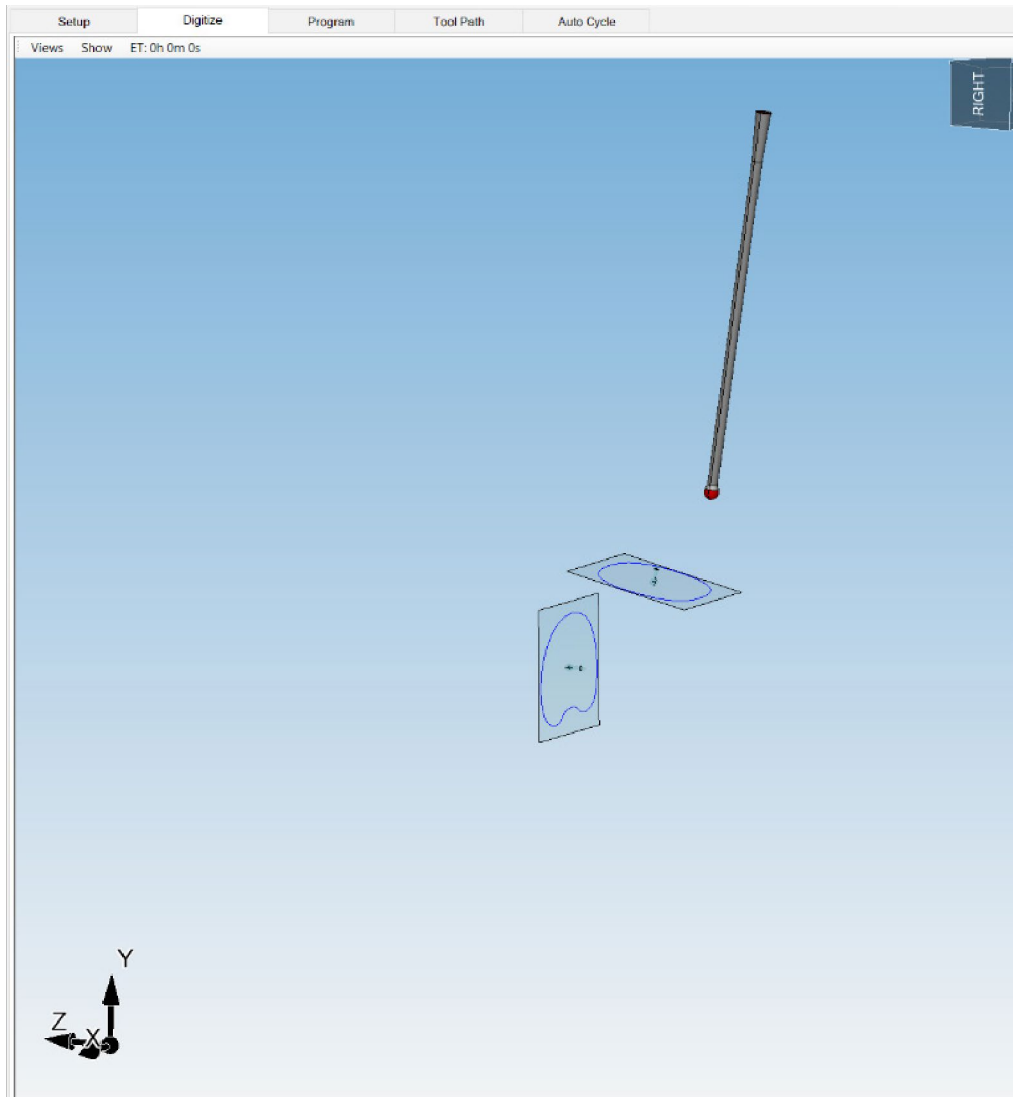 Setup Digitize Program Tool Path Auto Cycle
Views Show ET: 0h 0m 0s
RIGHT
Y
Z
X